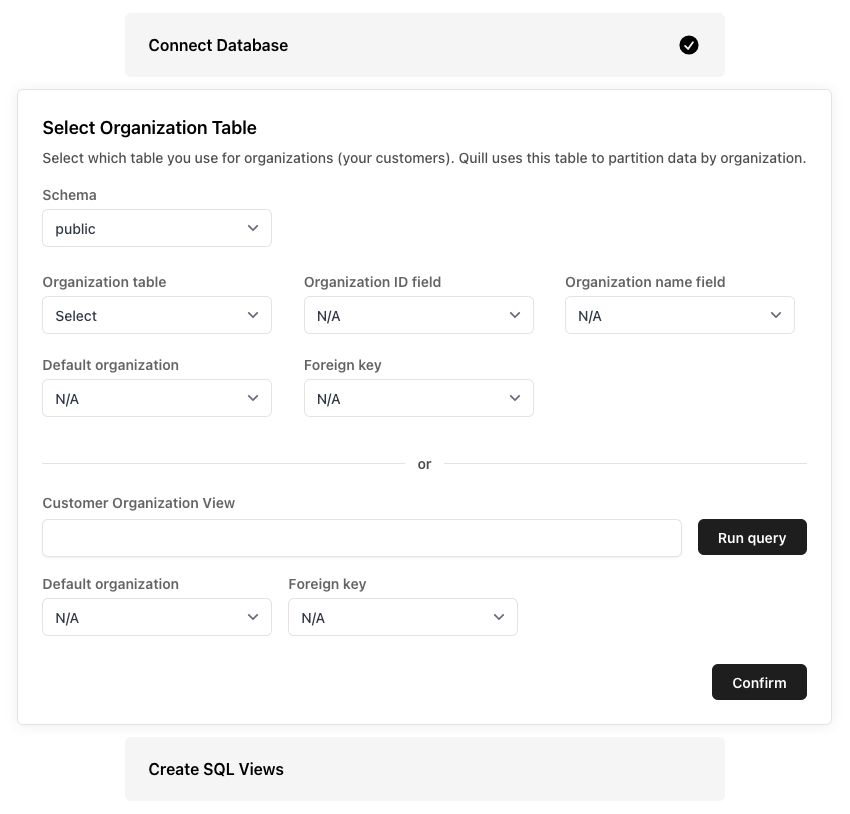 Connect Database
Select Organization Table
Select which table you use for organizations (your customers). Quill uses this table to partition data by organization.
Schema
public
Organization table
Organization ID field
Organization name field
Select
N/A
N/A
Default organization
Foreign key
N/A
N/A
or
Customer Organization View
Run query
Default organization
Foreign key
N/A
N/A
Confirm
Create SQL Views